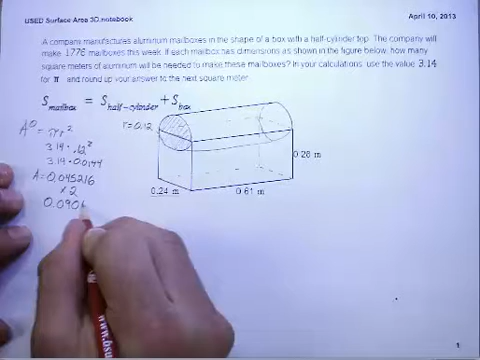 USED Surface Area 3D.notebook
April 10, 2013
A company manufactures aluminum mailboxes in the shape of a box with a half-cylinder top. The company will
make 1776 mailboxes this week. If each mailbox has dimensions as shown in the figure below, how many
square meters of aluminum will be needed to make these mailboxes? In your calculations, use the value 3.14
for π and round up your answer to the next square meter.
S mailbox = S half-cylinder + S box
A = πr²
r=0.12
3.14 · .12²
3.14 · 0.0144
0.28 m
A=0.045216
× 2
0.24 m
0.61 m
0.090
1